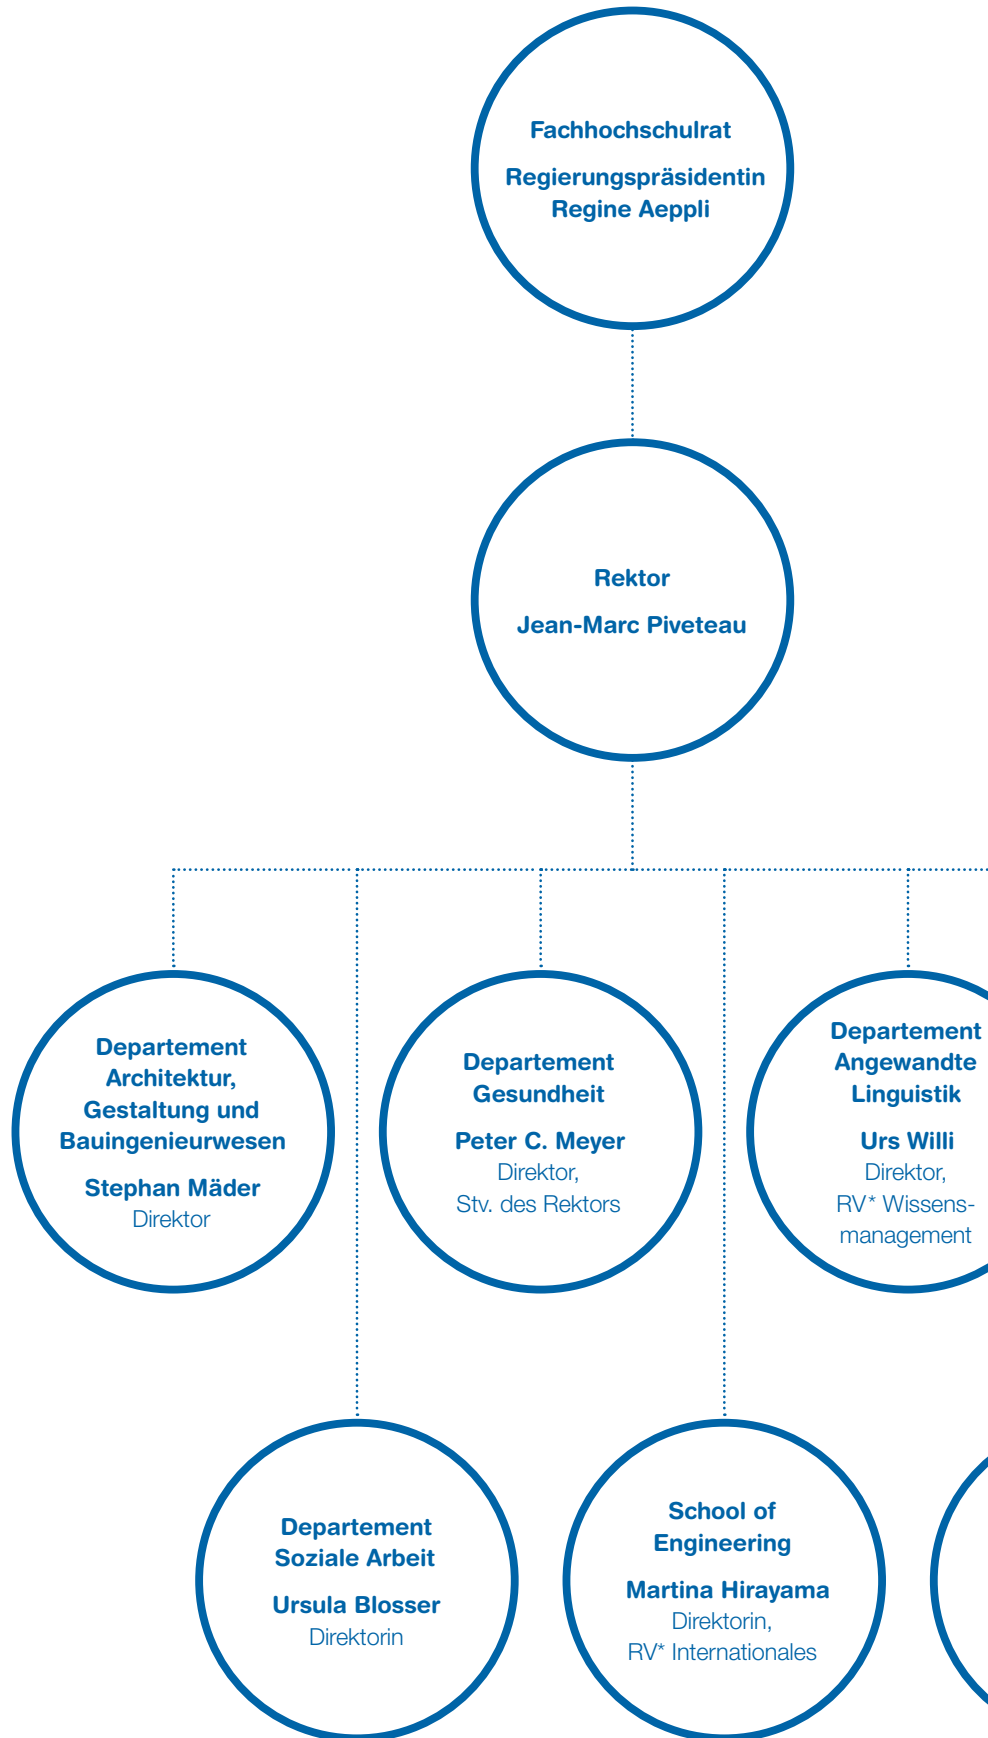 Fachhochschulrat
Regierungspräsidentin
Regine Aeppli
Rektor
Jean-Marc Piveteau
Departement
Architektur,
Gestaltung und
Bauingenieurwesen
Stephan Mäder
Direktor
Departement
Gesundheit
Peter C. Meyer
Direktor,
Stv. des Rektors
Departement
Angewandte
Linguistik
Urs Willi
Direktor,
RV* Wissens-
management
Departement
Soziale Arbeit
Ursula Blosser
Direktorin
School of
Engineering
Martina Hirayama
Direktorin,
RV* Internationales